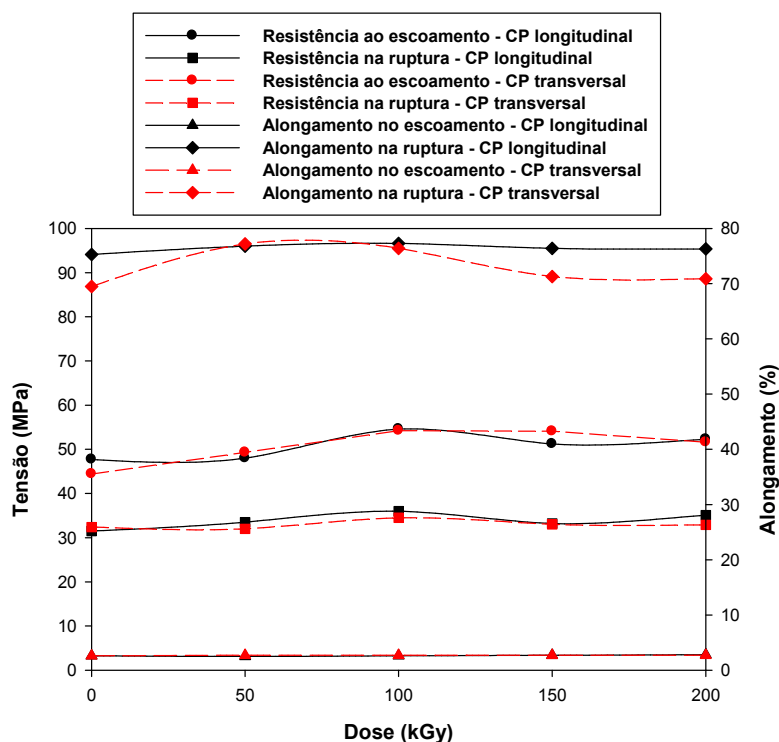 Resistência ao escoamento - CP longitudinal
Resistência na ruptura - CP longitudinal
Resistência ao escoamento - CP transversal
Resistência na ruptura - CP transversal
Alongamento no escoamento - CP longitudinal
Alongamento na ruptura - CP longitudinal
Alongamento no escoamento - CP transversal
Alongamento na ruptura - CP transversal
Tensão (MPa)
100
90
80
70
60
50
40
30
20
10
0
80
70
60
50
40
30
20
10
0
Alongamento (%)
0 50 100 150 200
Dose (kGy)